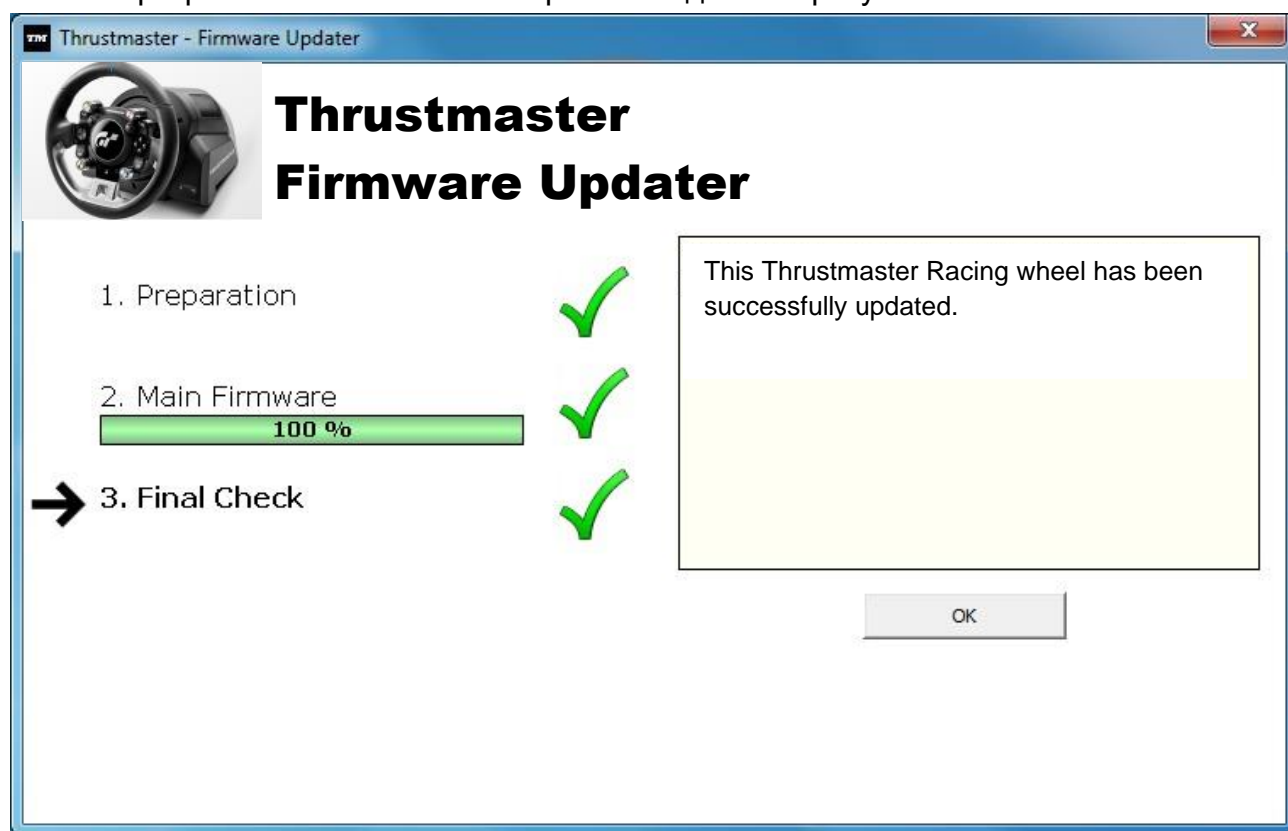 Thrustmaster - Firmware Updater
Thrustmaster
Firmware Updater
1. Preparation
This Thrustmaster Racing wheel has been
successfully updated.
2. Main Firmware
100 %
3. Final Check
OK